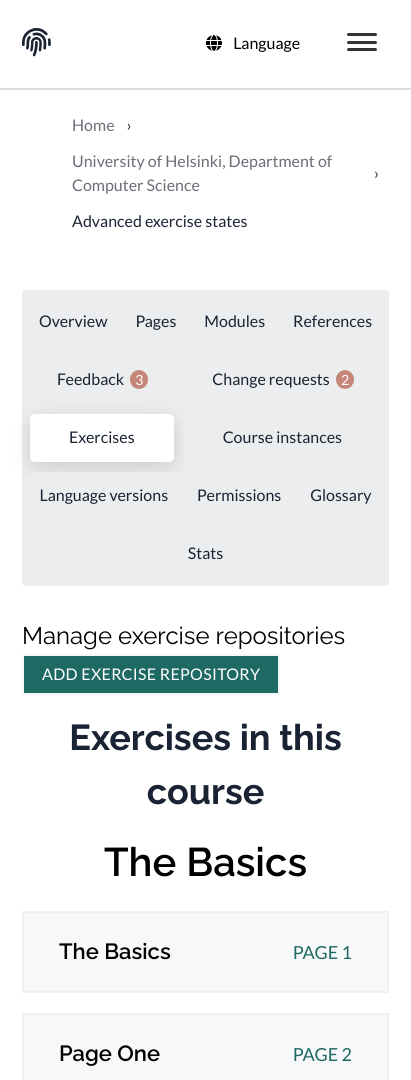 Language
Home ›
University of Helsinki, Department of
Computer Science ›
Advanced exercise states
Overview Pages Modules References
Feedback 3 Change requests 2
Exercises Course instances
Language versions Permissions Glossary
Stats
Manage exercise repositories
ADD EXERCISE REPOSITORY
Exercises in this
course
The Basics
The Basics PAGE 1
Page One PAGE 2